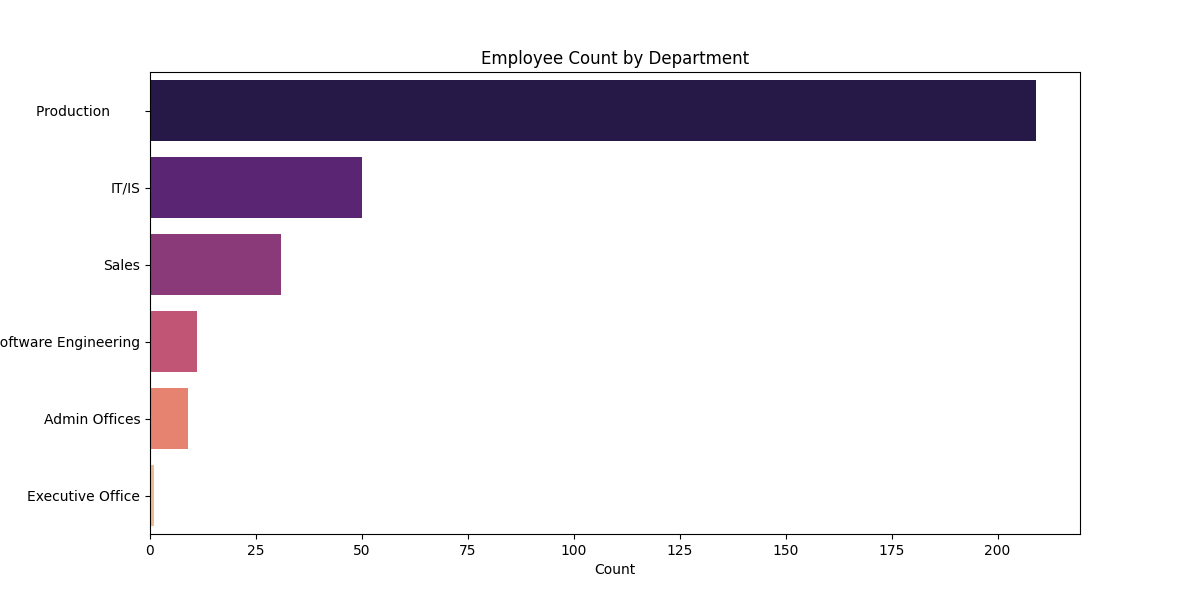 Employee Count by Department
Production
IT/IS
Sales
oftware Engineering
Admin Offices
Executive Office
0 25 50 75 100 125 150 175 200
Count